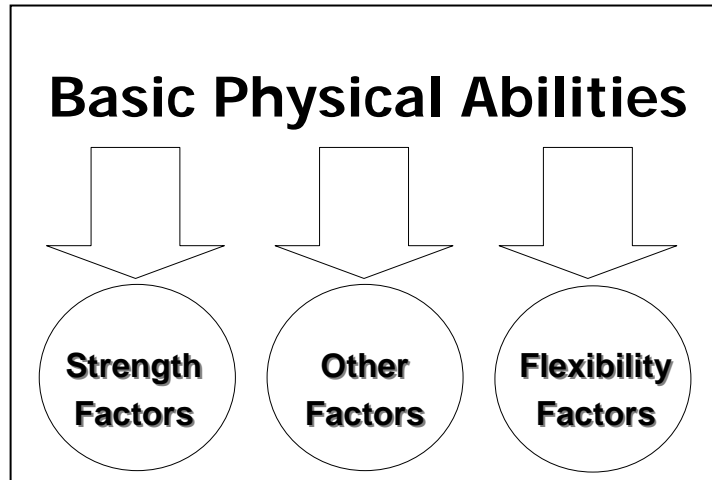 Basic Physical Abilities
Strength
Factors
Other
Factors
Flexibility
Factors